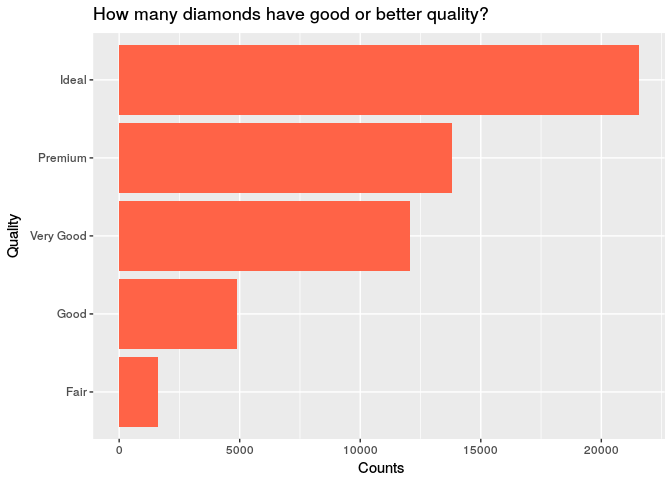 How many diamonds have good or better quality?
Ideal
Premium
Very Good
Good
Fair
Quality
0 5000 10000 15000 20000
Counts